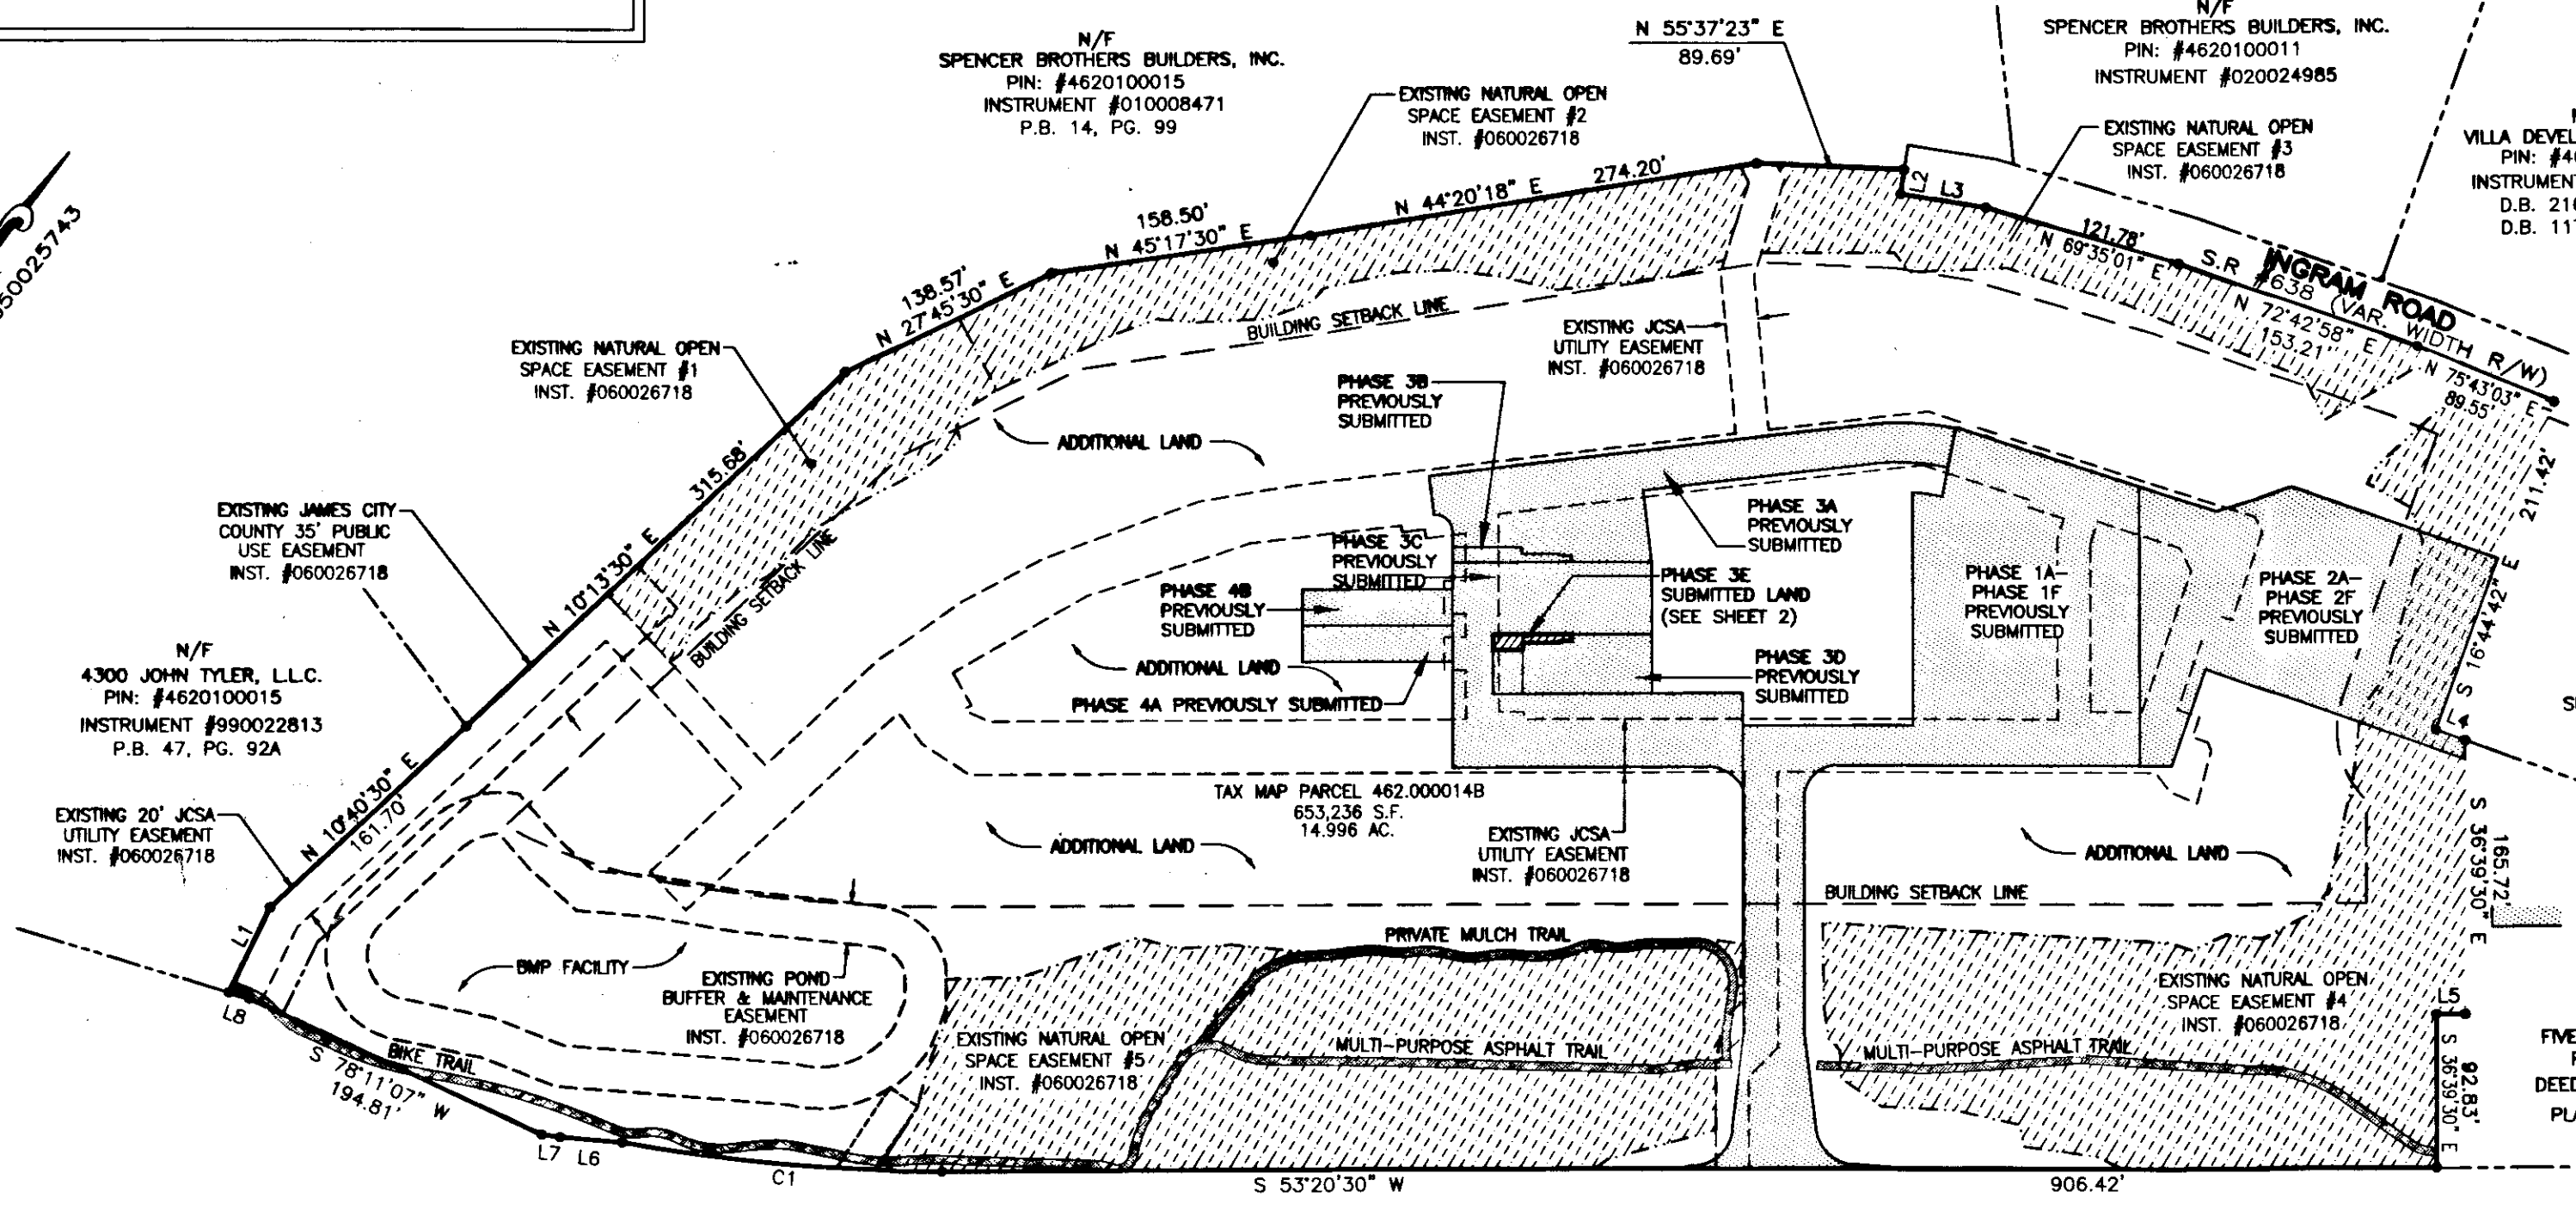 N/F
SPENCER BROTHERS BUILDERS, INC.
PIN: #4620100015
INSTRUMENT #010008471
P.B. 14, PG. 99
N 55°37'23" E
89.69'
N/F
SPENCER BROTHERS BUILDERS, INC.
PIN: #4620100011
INSTRUMENT #020024985
EXISTING NATURAL OPEN
SPACE EASEMENT #2
INST. #060026718
EXISTING NATURAL OPEN
SPACE EASEMENT #3
INST. #060026718
PIN:
INSTRUMENT
D.B.
D.B.
274.20'
N 44°20'18" E
158.50'
N 45°17'30" E
138.57'
N 27°45'30" E
L2
L3
121.78'
N 69°35'01" E
S.R #638 (VAR. WIDTH R/W)
INGRAM ROAD
N 72°42'58" E
153.21'
N 75°43'03" E
89.55'
BUILDING SETBACK LINE
EXISTING JCSA
UTILITY EASEMENT
INST. #060026718
EXISTING NATURAL OPEN
SPACE EASEMENT #1
INST. #060026718
PHASE 3B
PREVIOUSLY
SUBMITTED
ADDITIONAL LAND
315.68'
N 10°13'30" E
211.42'
S 16°44'42" E
EXISTING JAMES CITY
COUNTY 35' PUBLIC
USE EASEMENT
INST. #060026718
BUILDING SETBACK LINE
PHASE 3A
PREVIOUSLY
SUBMITTED
PHASE 3C
PREVIOUSLY
SUBMITTED
PHASE 3E
SUBMITTED LAND
(SEE SHEET 2)
PHASE 1A-
PHASE 1F
PREVIOUSLY
SUBMITTED
PHASE 2A-
PHASE 2F
PREVIOUSLY
SUBMITTED
PHASE 4B
PREVIOUSLY
SUBMITTED
ADDITIONAL LAND
PHASE 3D
PREVIOUSLY
SUBMITTED
PHASE 4A PREVIOUSLY SUBMITTED
N/F
4300 JOHN TYLER, L.L.C.
PIN: #4620100015
INSTRUMENT #990022813
P.B. 47, PG. 92A
L4
N 10°40'30" E
161.70'
EXISTING 20' JCSA
UTILITY EASEMENT
INST. #060026718
TAX MAP PARCEL 462.000014B
653,236 S.F.
14.996 AC.
EXISTING JCSA
UTILITY EASEMENT
INST. #060026718
ADDITIONAL LAND
ADDITIONAL LAND
165.72'
S 36°39'30" E
BUILDING SETBACK LINE
L1
PRIVATE MULCH TRAIL
BMP FACILITY
EXISTING POND
BUFFER & MAINTENANCE
EASEMENT
INST. #060026718
EXISTING NATURAL OPEN
SPACE EASEMENT #4
INST. #060026718
L5
L8
EXISTING NATURAL OPEN
SPACE EASEMENT #5
INST. #060026718
MULTI-PURPOSE ASPHALT TRAIL
MULTI-PURPOSE ASPHALT TRAIL
BIKE TRAIL
S 78°11'07" W
194.81'
92.83'
S 36°39'30" E
L7
L6
C1
S 53°20'30" W
906.42'